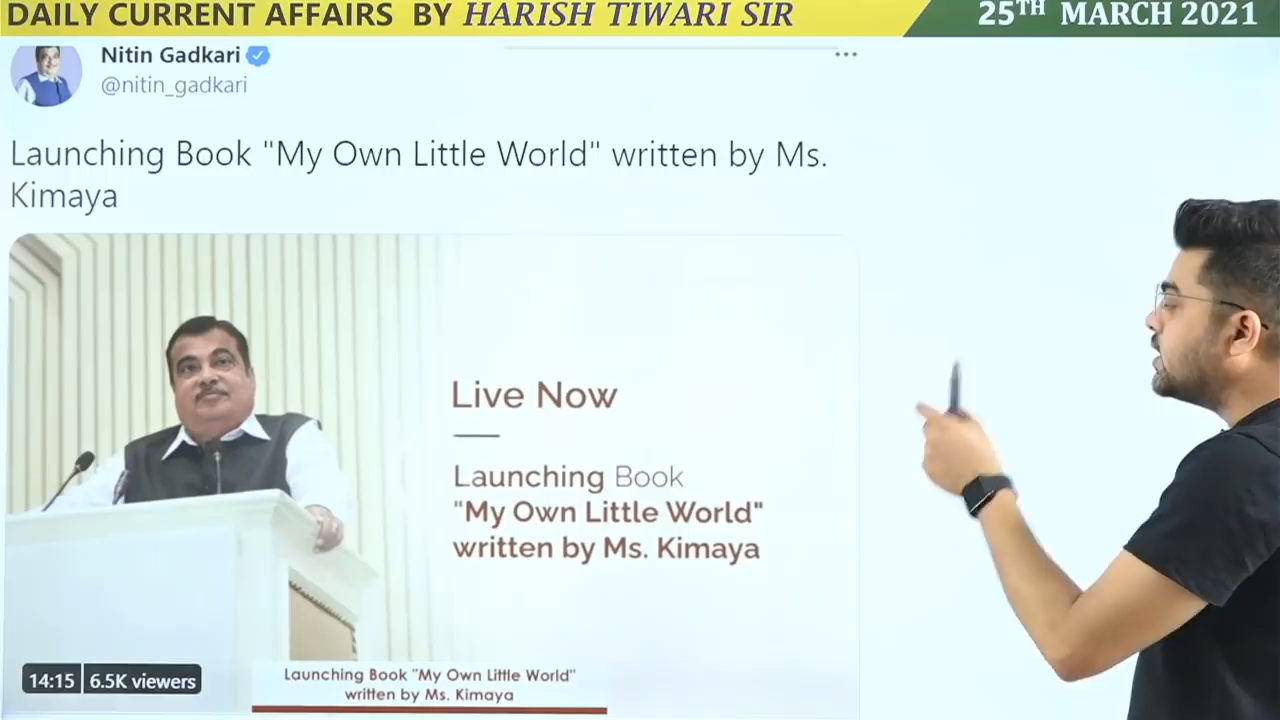 DAILY CURRENT AFFAIRS BY HARISH TIWARI SIR
25TH MARCH 2021
Nitin Gadkari
@nitin_gadkari
Launching Book "My Own Little World" written by Ms.
Kimaya
Live Now
Launching Book
"My Own Little World"
written by Ms. Kimaya
14:15 6.5K viewers
Launching Book "My Own Little World"
written by Ms. Kimaya